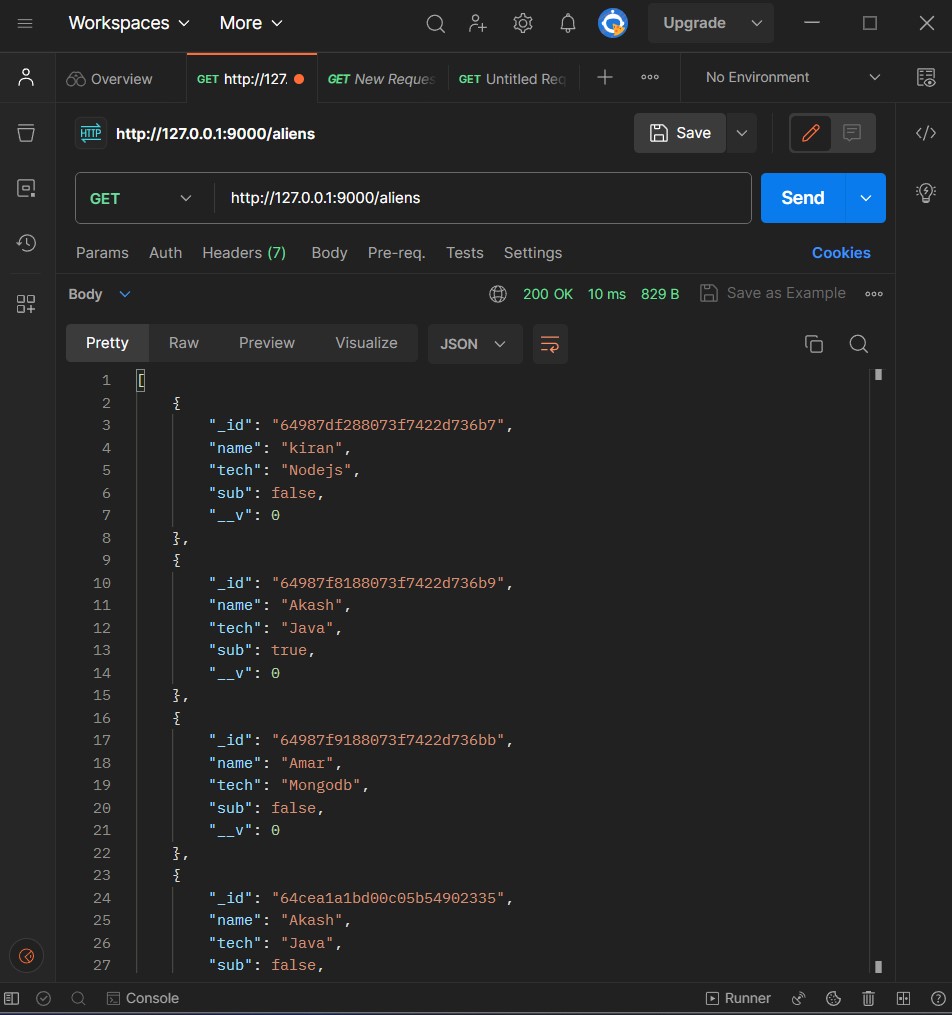 Workspaces More Upgrade
Overview GET http://127. GET New Reques GET Untitled Req No Environment
HTTP http://127.0.0.1:9000/aliens Save
GET http://127.0.0.1:9000/aliens Send
Params Auth Headers (7) Body Pre-req. Tests Settings Cookies
Body 200 OK 10 ms 829 B Save as Example
Pretty Raw Preview Visualize JSON
1 [
2 {
3 "_id": "64987df288073f7422d736b7",
4 "name": "kiran",
5 "tech": "Nodejs",
6 "sub": false,
7 "__v": 0
8 },
9 {
10 "_id": "64987f8188073f7422d736b9",
11 "name": "Akash",
12 "tech": "Java",
13 "sub": true,
14 "__v": 0
15 },
16 {
17 "_id": "64987f9188073f7422d736bb",
18 "name": "Amar",
19 "tech": "Mongodb",
20 "sub": false,
21 "__v": 0
22 },
23 {
24 "_id": "64cea1a1bd00c05b54902335",
25 "name": "Akash",
26 "tech": "Java",
27 "sub": false,
Console Runner